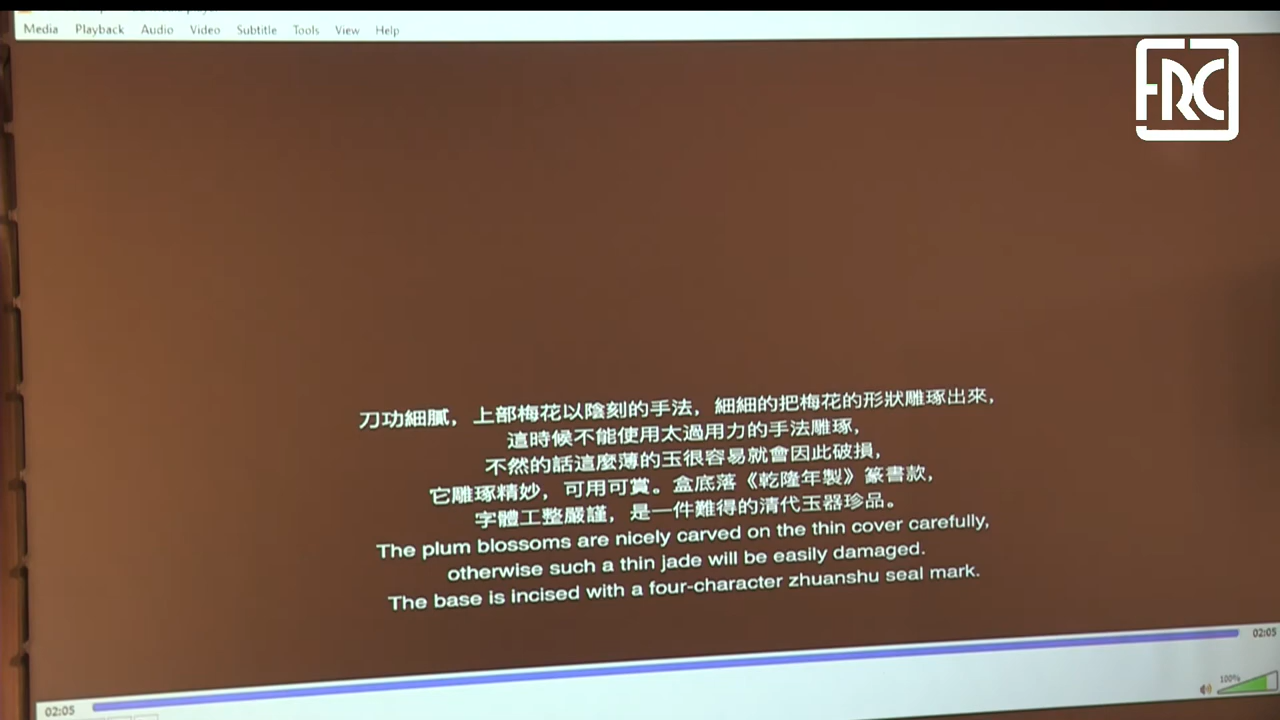 Media Playback Audio Video Subtitle Tools View Help
FRC
刀功細膩，上部梅花以陰刻的手法，細細的把梅花的形狀雕琢出來，
這時候不能使用太過用力的手法雕琢，
不然的話這麼薄的玉很容易就會因此破損，
它雕琢精妙，可用可賞。盒底落《乾隆年製》篆書款，
字體工整嚴謹，是一件難得的清代玉器珍品。
The plum blossoms are nicely carved on the thin cover carefully,
otherwise such a thin jade will be easily damaged.
The base is incised with a four-character zhuanshu seal mark.
02:05
02:05
100%